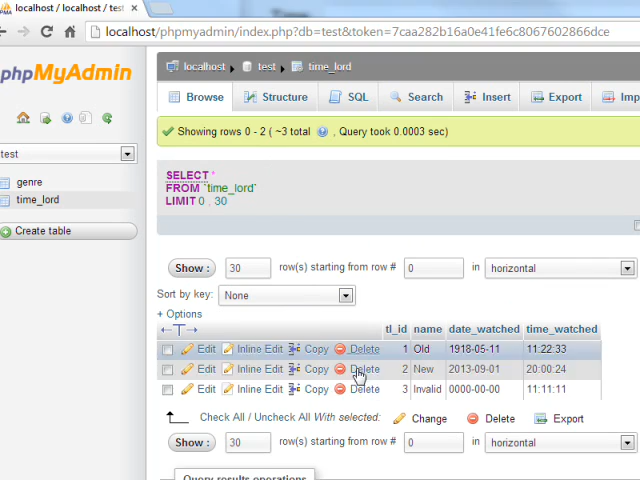 localhost / localhost / test
localhost/phpmyadmin/index.php?db=test&token=7caa282b16a0e41fe6c8067602866dce
phpMyAdmin
localhost ▸ test ▸ time_lord
Browse Structure SQL Search Insert Export Imp
Showing rows 0 - 2 ( ~3 total , Query took 0.0003 sec)
test
genre
time_lord
Create table
SELECT *
FROM `time_lord`
LIMIT 0 , 30
Show : 30 row(s) starting from row # 0 in horizontal
Sort by key: None
+ Options
←T→ tl_id name date_watched time_watched
Edit Inline Edit Copy Delete 1 Old 1918-05-11 11:22:33
Edit Inline Edit Copy Delete 2 New 2013-09-01 20:00:24
Edit Inline Edit Copy Delete 3 Invalid 0000-00-00 11:11:11
Check All / Uncheck All With selected: Change Delete Export
Show : 30 row(s) starting from row # 0 in horizontal
Query results operations